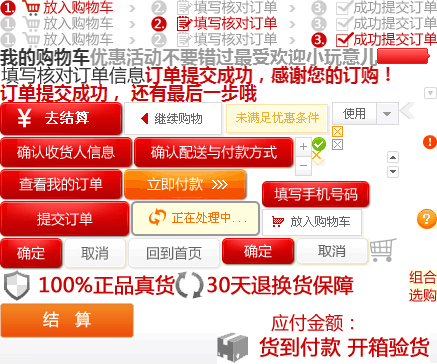 1. 放入购物车 > 2. 填写核对订单 > 3. 成功提交订单
1. 放入购物车 > 2. 填写核对订单 > 3. 成功提交订单
1. 放入购物车 > 2. 填写核对订单 > 3. 成功提交订单
我的购物车优惠活动不要错过最受欢迎小玩意儿
填写核对订单信息订单提交成功，感谢您的订购！
订单提交成功， 还有最后一步哦
¥ 去结算
继续购物
未满足优惠条件
使用
确认收货人信息
确认配送与付款方式
+
-
查看我的订单
立即付款 >>>
填写手机号码
提交订单
正在处理中...
放入购物车
?
确定
取消
回到首页
确定
取消
100%正品真货
30天退换货保障
组合
选购
结 算
应付金额：
货到付款 开箱验货